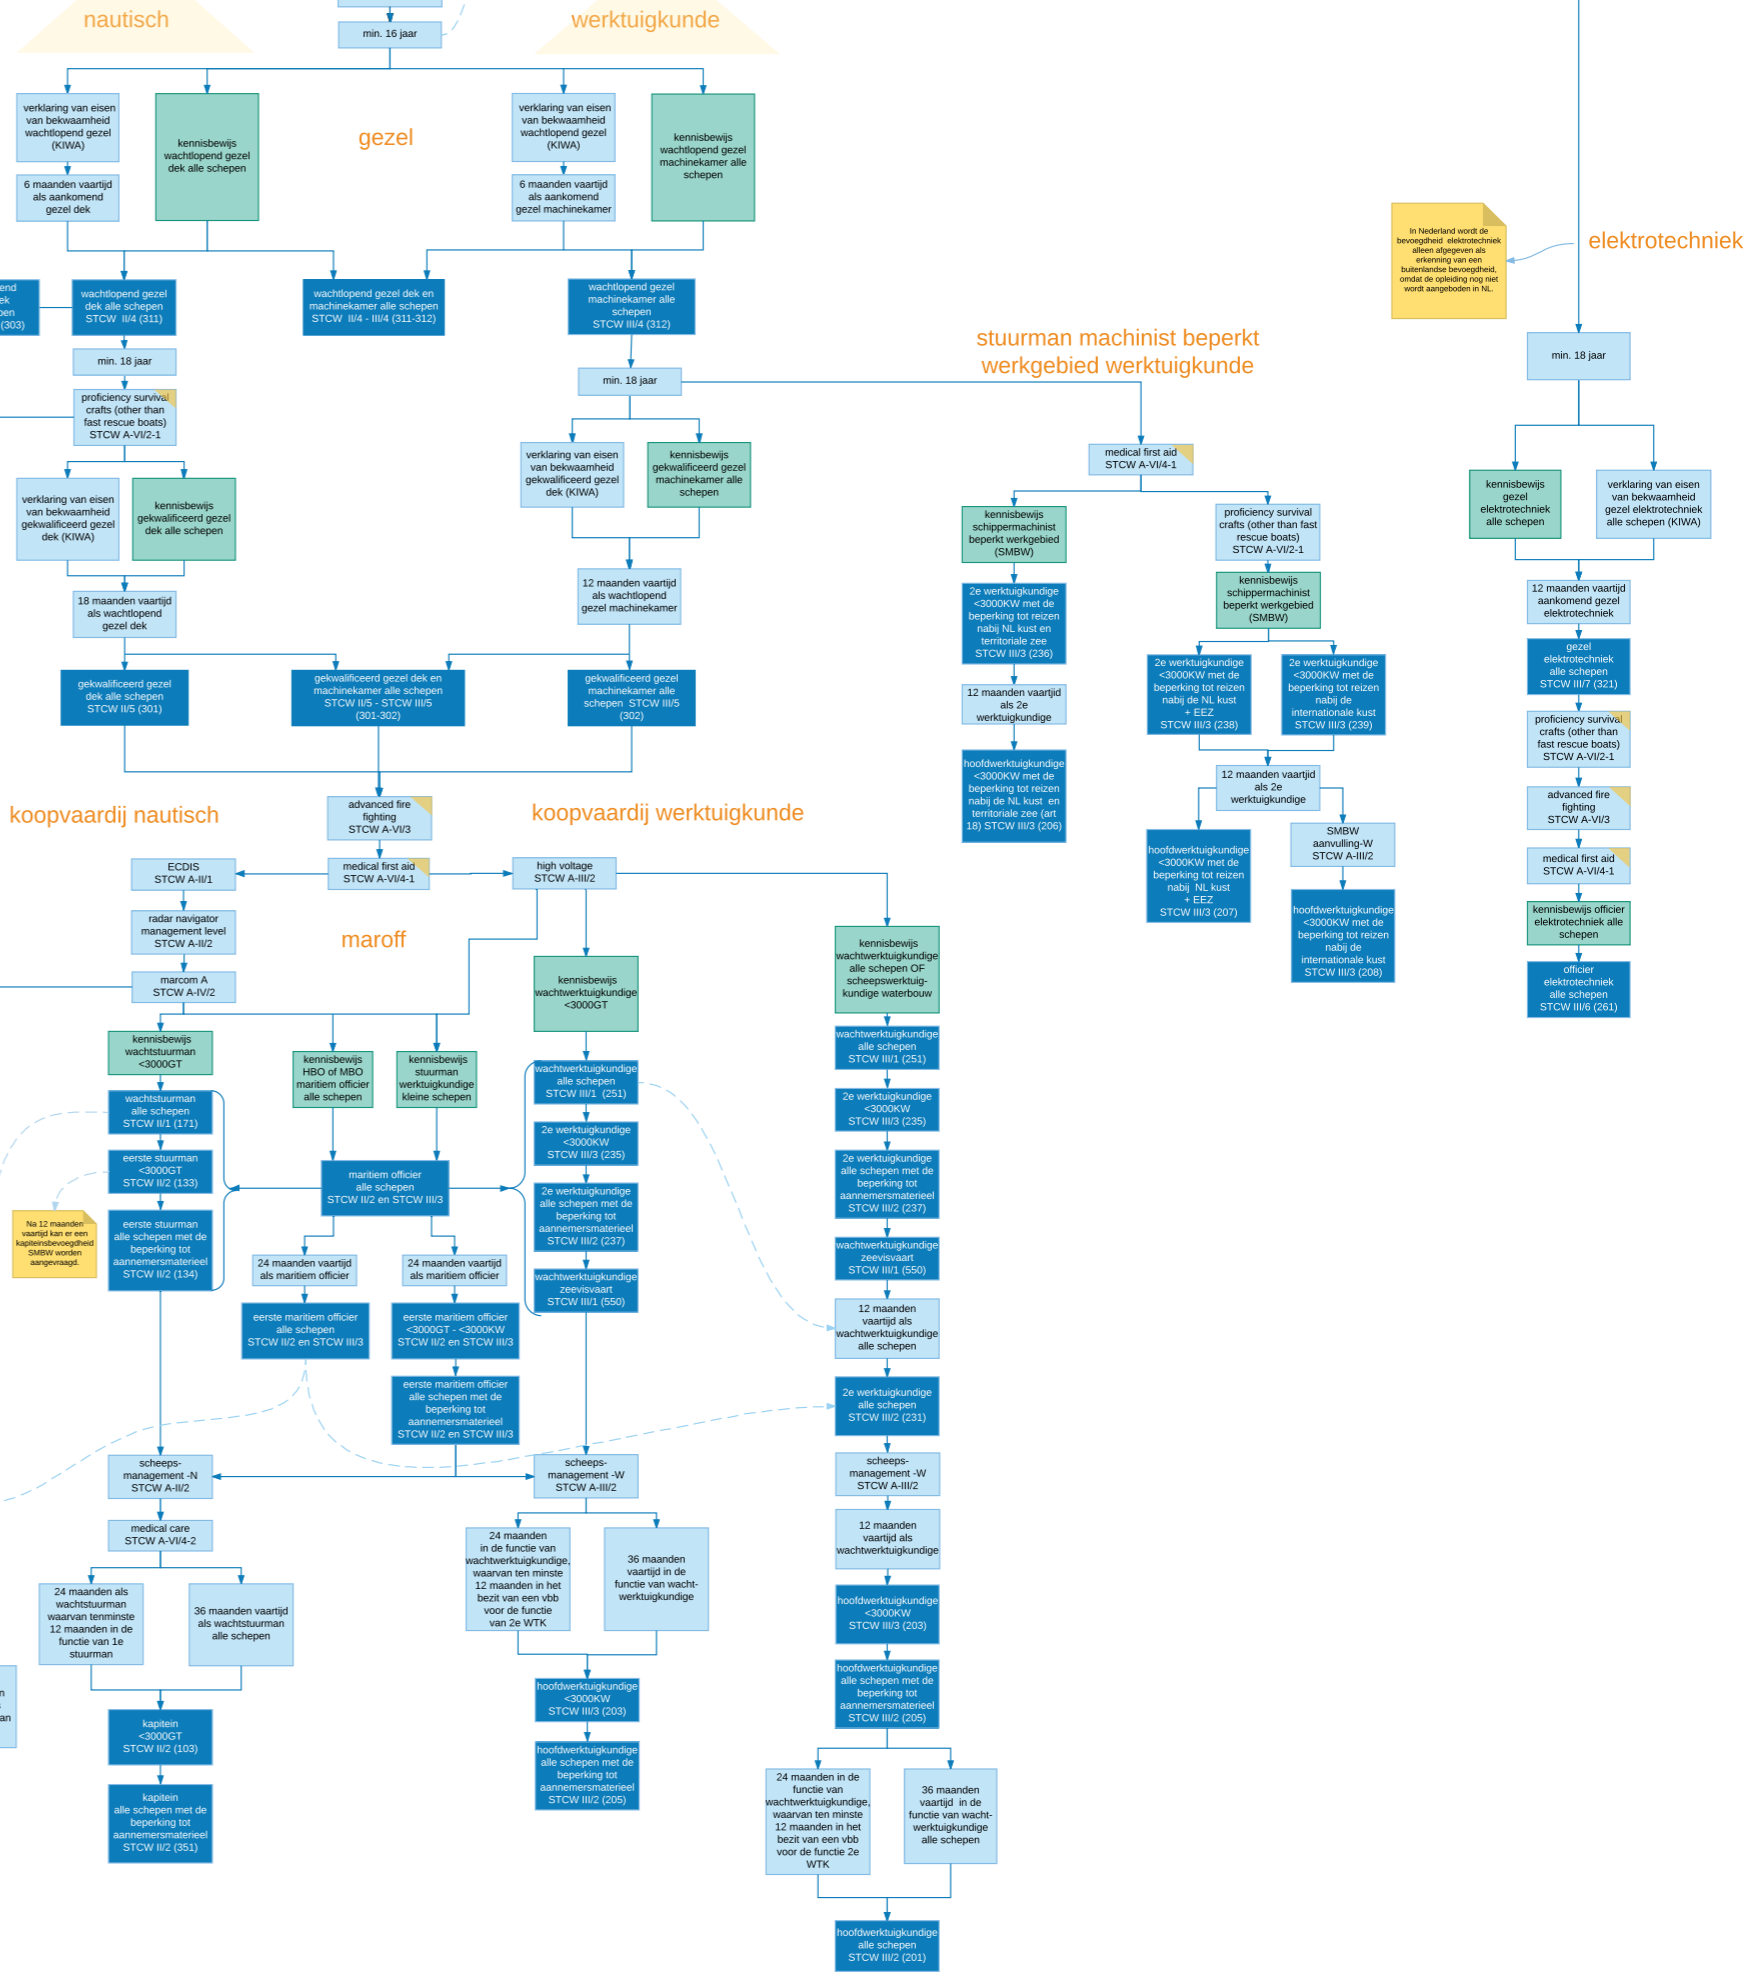 nautisch
werktuigkunde
min. 16 jaar
verklaring van eisen
van bekwaamheid
wachtlopend gezel
(KIWA)
kennisbewijs
wachtlopend gezel
dek alle schepen
gezel
verklaring van eisen
van bekwaamheid
wachtlopend gezel
(KIWA)
kennisbewijs
wachtlopend gezel
machinekamer alle
schepen
6 maanden vaartijd
als aankomend
gezel dek
6 maanden vaartijd
als aankomend
gezel machinekamer
In Nederland wordt de
bevoegdheid elektrotechniek
alleen afgegeven als
erkenning van een
buitenlandse bevoegdheid,
omdat de opleiding nog niet
wordt aangeboden in NL.
elektrotechniek
(303)
wachtlopend gezel
dek alle schepen
STCW II/4 (311)
wachtlopend gezel dek en
machinekamer alle schepen
STCW II/4 - III/4 (311-312)
wachtlopend gezel
machinekamer alle
schepen
STCW III/4 (312)
stuurman machinist beperkt
werkgebied werktuigkunde
min. 18 jaar
min. 18 jaar
min. 18 jaar
proficiency survival
crafts (other than
fast rescue boats)
STCW A-VI/2-1
verklaring van eisen
van bekwaamheid
gekwalificeerd gezel
dek (KIWA)
kennisbewijs
gekwalificeerd gezel
machinekamer alle
schepen
medical first aid
STCW A-VI/4-1
verklaring van eisen
van bekwaamheid
gekwalificeerd gezel
dek (KIWA)
kennisbewijs
gekwalificeerd gezel
dek alle schepen
kennisbewijs
schippermachinist
beperkt werkgebied
(SMBW)
proficiency survival
crafts (other than fast
rescue boats)
STCW A-VI/2-1
kennisbewijs
gezel
elektrotechniek
alle schepen
verklaring van eisen
van bekwaamheid
gezel elektrotechniek
alle schepen (KIWA)
18 maanden vaartijd
als wachtlopend
gezel dek
12 maanden vaartijd
als wachtlopend
gezel machinekamer
2e werktuigkundige
<3000KW met de
beperking tot reizen
nabij NL kust en
territoriale zee
STCW III/3 (236)
kennisbewijs
schippermachinist
beperkt werkgebied
(SMBW)
12 maanden vaartijd
aankomend gezel
elektrotechniek
gekwalificeerd gezel
dek alle schepen
STCW II/5 (301)
gekwalificeerd gezel dek en
machinekamer alle schepen
STCW II/5 - STCW III/5
(301-302)
gekwalificeerd gezel
machinekamer alle
schepen STCW III/5
(302)
12 maanden vaartjid
als 2e
werktuigkundige
2e werktuigkundige
<3000KW met de
beperking tot reizen
nabij de NL kust
+ EEZ
STCW III/3 (238)
2e werktuigkundige
<3000KW met de
beperking tot reizen
nabij de
internationale kust
STCW III/3 (239)
gezel
elektrotechniek
alle schepen
STCW III/7 (321)
proficiency survival
crafts (other than
fast rescue boats)
STCW A-VI/2-1
hoofdwerktuigkundige
<3000KW met de
beperking tot reizen
nabij de NL kust en
territoriale zee (art
18) STCW III/3 (206)
12 maanden vaartjid
als 2e
werktuigkundige
advanced fire
fighting
STCW A-VI/3
koopvaardij nautisch
advanced fire
fighting
STCW A-VI/3
koopvaardij werktuigkunde
hoofdwerktuigkundige
<3000KW met de
beperking tot reizen
nabij NL kust
+ EEZ
STCW III/3 (207)
SMBW
aanvulling-W
STCW A-III/2
medical first aid
STCW A-VI/4-1
ECDIS
STCW A-II/1
medical first aid
STCW A-VI/4-1
high voltage
STCW A-III/2
hoofdwerktuigkundige
<3000KW met de
beperking tot reizen
nabij de
internationale kust
STCW III/3 (208)
kennisbewijs officier
elektrotechniek alle
schepen
radar navigator
management level
STCW A-II/2
maroff
kennisbewijs
wachtwerktuigkundige
alle schepen OF
scheepswerktuig-
kundige waterbouw
officier
elektrotechniek
alle schepen
STCW III/6 (261)
marcom A
STCW A-IV/2
kennisbewijs
wachtwerktuigkundige
<3000GT
kennisbewijs
wachtstuurman
<3000GT
kennisbewijs
HBO of MBO
maritiem officier
alle schepen
kennisbewijs
stuurman
werktuigkundige
kleine schepen
wachtwerktuigkundige
alle schepen
STCW III/1 (251)
wachtwerktuigkundige
alle schepen
STCW III/1 (251)
wachtstuurman
alle schepen
STCW II/1 (171)
2e werktuigkundige
<3000KW
STCW III/3 (235)
2e werktuigkundige
<3000KW
STCW III/3 (235)
eerste stuurman
<3000GT
STCW II/2 (133)
maritiem officier
alle schepen
STCW II/2 en STCW III/3
2e werktuigkundige
alle schepen met de
beperking tot
aannemersmaterieel
STCW III/2 (237)
2e werktuigkundige
alle schepen met de
beperking tot
aannemersmaterieel
STCW III/2 (237)
Na 12 maanden
vaartijd kan er een
kapiteinsbevoegdheid
SMBW worden
aangevraagd.
eerste stuurman
alle schepen met de
beperking tot
aannemersmaterieel
STCW II/2 (134)
24 maanden vaartijd
als maritiem officier
24 maanden vaartijd
als maritiem officier
wachtwerktuigkundige
zeevisvaart
STCW III/1 (550)
wachtwerktuigkundige
zeevisvaart
STCW III/1 (550)
eerste maritiem officier
alle schepen
STCW II/2 en STCW III/3
eerste maritiem officier
<3000GT - <3000KW
STCW II/2 en STCW III/3
12 maanden
vaartijd als
wachtwerktuigkundige
alle schepen
eerste maritiem officier
alle schepen met de
beperking tot
aannemersmaterieel
STCW II/2 en STCW III/3
2e werktuigkundige
alle schepen
STCW III/2 (231)
scheeps-
management -N
STCW A-II/2
scheeps-
management -W
STCW A-III/2
scheeps-
management -W
STCW A-III/2
medical care
STCW A-VI/4-2
24 maanden
in de functie van
wachtwerktuigkundige,
waarvan ten minste
12 maanden in het
bezit van een vbb
voor de functie
van 2e WTK
36 maanden
vaartijd in de
functie van wacht-
werktuigkundige
12 maanden
vaartijd als
wachtwerktuigkundige
24 maanden als
wachtstuurman
waarvan tenminste
12 maanden in de
functie van 1e
stuurman
36 maanden vaartijd
als wachtstuurman
alle schepen
hoofdwerktuigkundige
<3000KW
STCW III/3 (203)
hoofdwerktuigkundige
<3000KW
STCW III/3 (203)
hoofdwerktuigkundige
alle schepen met de
beperking tot
aannemersmaterieel
STCW III/2 (205)
kapitein
<3000GT
STCW II/2 (103)
hoofdwerktuigkundige
alle schepen met de
beperking tot
aannemersmaterieel
STCW III/2 (205)
kapitein
alle schepen met de
beperking tot
aannemersmaterieel
STCW II/2 (351)
24 maanden in de
functie van
wachtwerktuigkundige,
waarvan ten minste
12 maanden in het
bezit van een vbb
voor de functie 2e
WTK
36 maanden
vaartijd in de
functie van wacht-
werktuigkundige
alle schepen
hoofdwerktuigkundige
alle schepen
STCW III/2 (201)